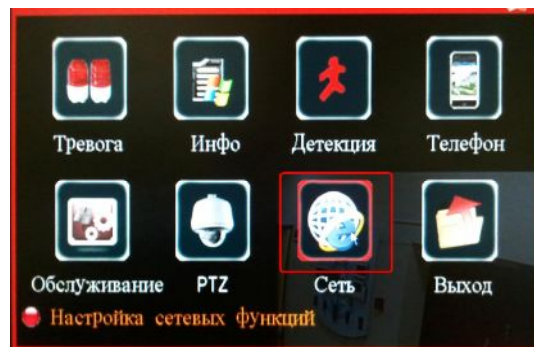 Тревога Инфо Детекция Телефон
Обслуживание PTZ Сеть Выход
Настройка сетевых функций